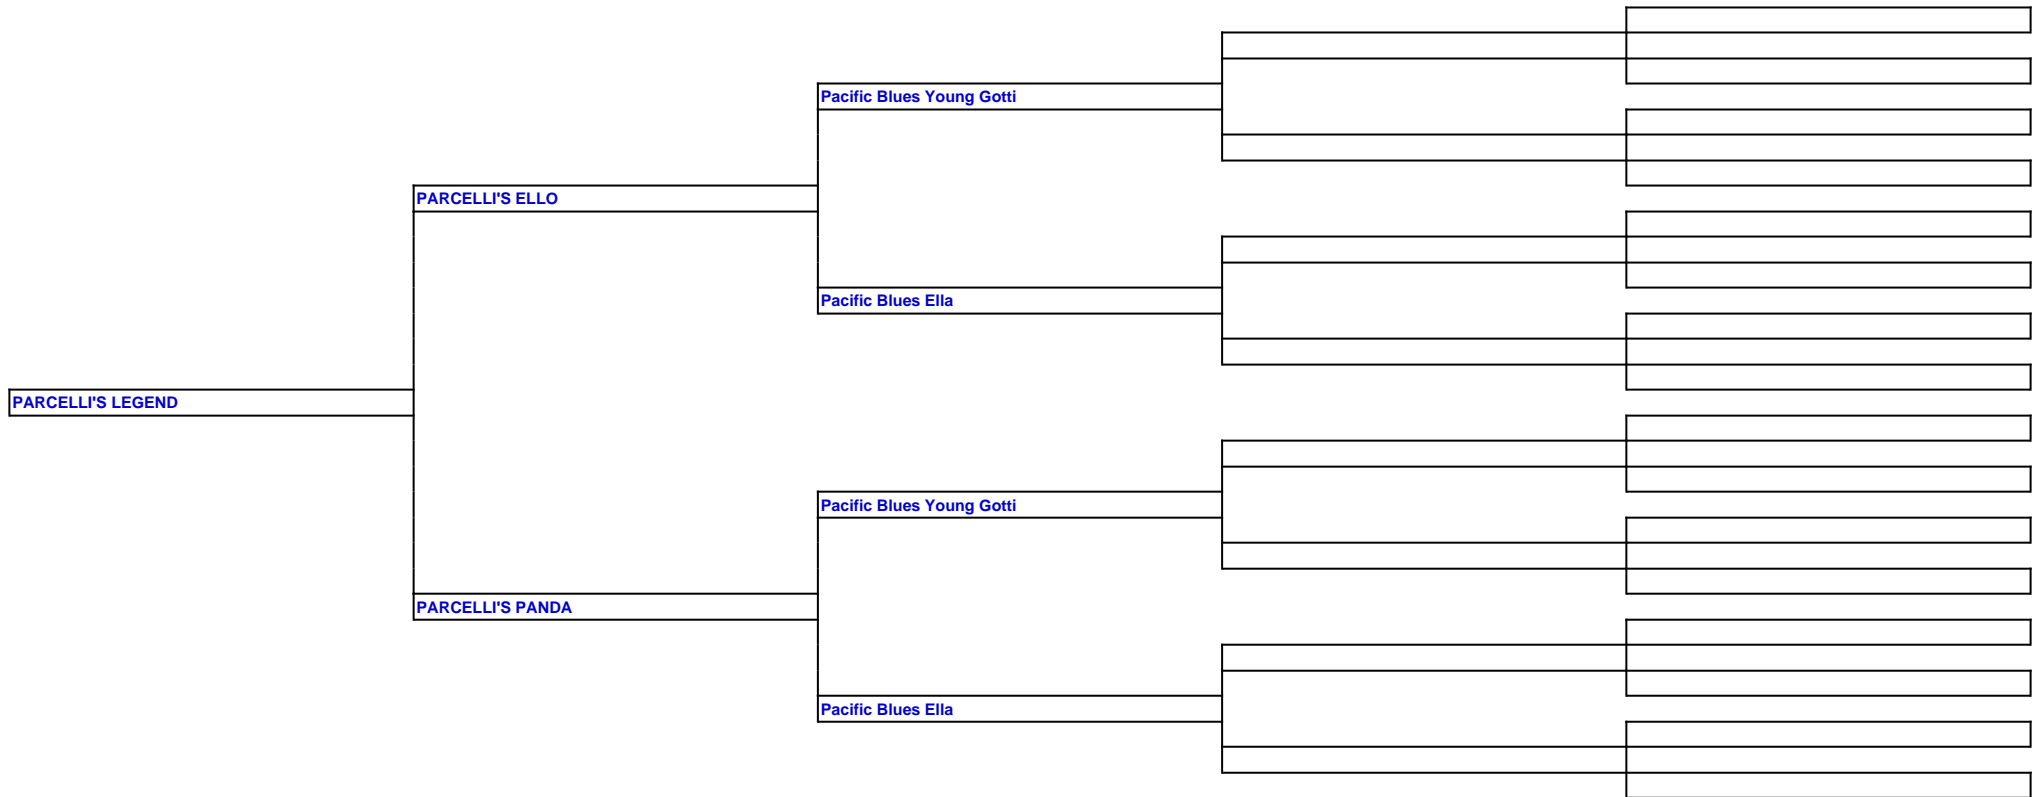 Pacific Blues Young Gotti
PARCELLI'S ELLO
Pacific Blues Ella
PARCELLI'S LEGEND
Pacific Blues Young Gotti
PARCELLI'S PANDA
Pacific Blues Ella